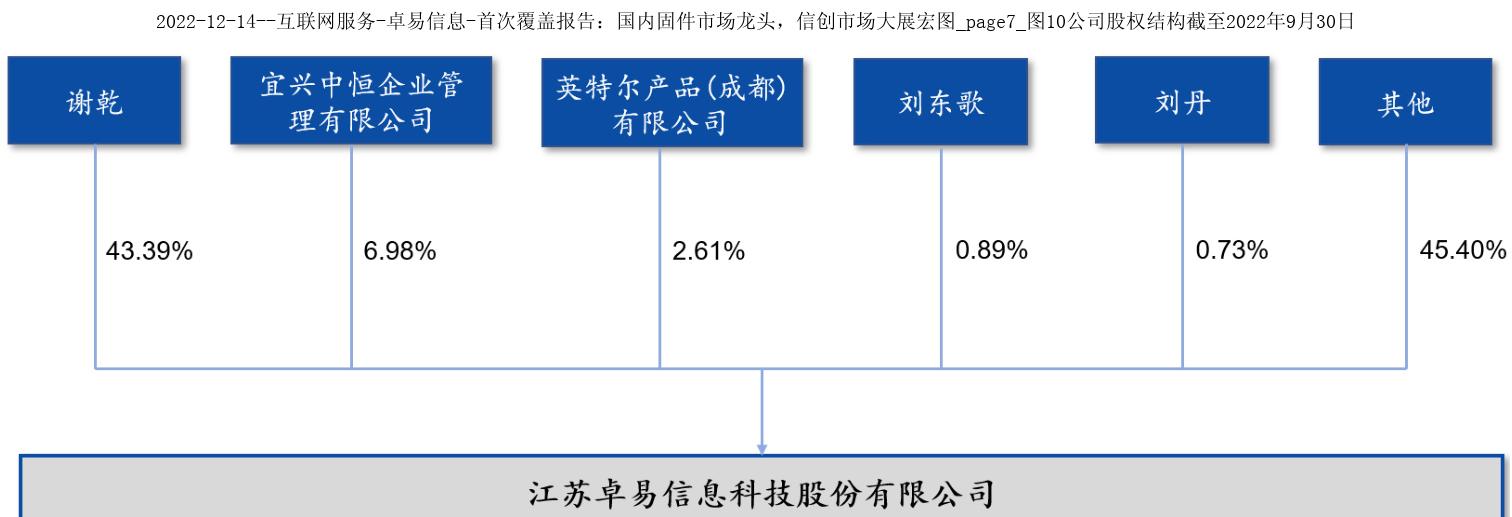 2022-12-14--互联网服务-卓易信息-首次覆盖报告：国内固件市场龙头，信创市场大展宏图_page7_图10公司股权结构截至2022年9月30日
谢乾
宜兴中恒企业管
理有限公司
英特尔产品(成都)
有限公司
刘东歌
刘丹
其他
43.39%
6.98%
2.61%
0.89%
0.73%
45.40%
江苏卓易信息科技股份有限公司